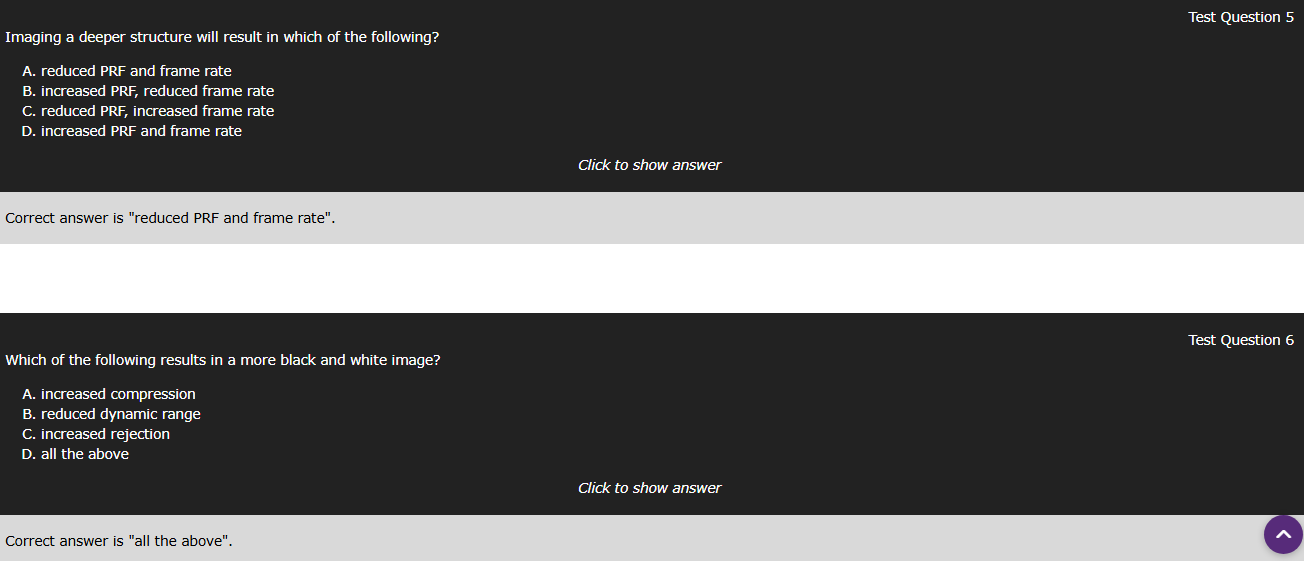 Test Question 5
Imaging a deeper structure will result in which of the following?
A. reduced PRF and frame rate
B. increased PRF, reduced frame rate
C. reduced PRF, increased frame rate
D. increased PRF and frame rate
Click to show answer
Correct answer is "reduced PRF and frame rate".
Test Question 6
Which of the following results in a more black and white image?
A. increased compression
B. reduced dynamic range
C. increased rejection
D. all the above
Click to show answer
Correct answer is "all the above".